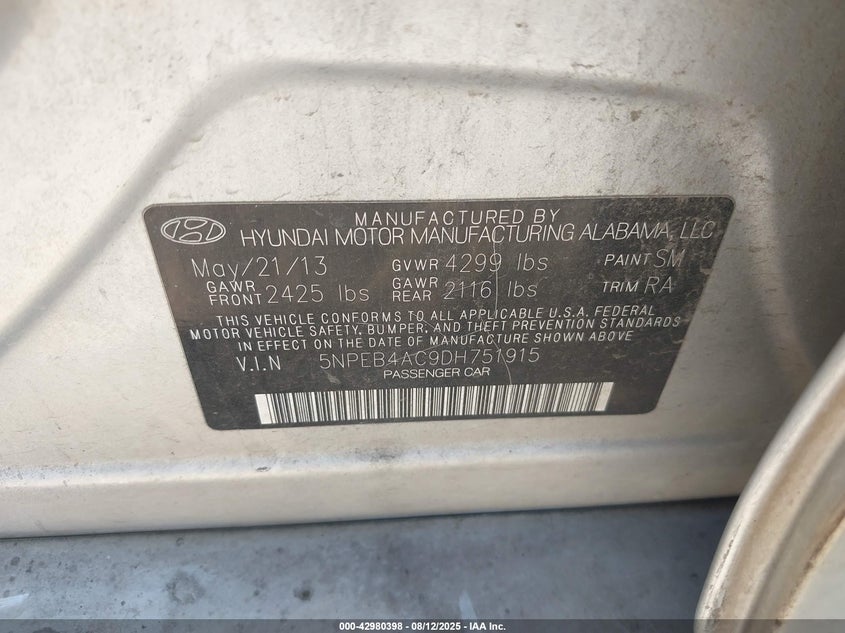 MANUFACTURED BY
HYUNDAI MOTOR MANUFACTURING ALABAMA, LLC
May/21/13 GVWR 4299 lbs PAINT SM
GAWR FRONT 2425 lbs GAWR REAR 2116 lbs TRIM RA
THIS VEHICLE CONFORMS TO ALL APPLICABLE U.S.A. FEDERAL
MOTOR VEHICLE SAFETY, BUMPER, AND THEFT PREVENTION STANDARDS
IN EFFECT ON THE DATE OF MANUFACTURE SHOWN ABOVE
V.I.N 5NPEB4AC9DH751915
PASSENGER CAR
000-42980398 - 08/12/2025 - IAA Inc.